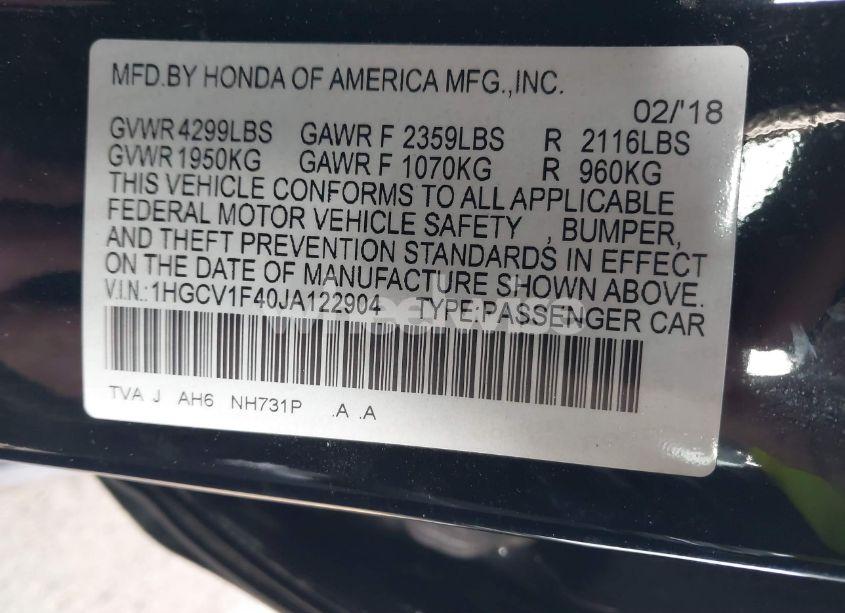 MFD.BY HONDA OF AMERICA MFG.,INC.
02/'18
GVWR 4299LBS GAWR F 2359LBS R 2116LBS
GVWR 1950KG GAWR F 1070KG R 960KG
THIS VEHICLE CONFORMS TO ALL APPLICABLE
FEDERAL MOTOR VEHICLE SAFETY , BUMPER,
AND THEFT PREVENTION STANDARDS IN EFFECT
ON THE DATE OF MANUFACTURE SHOWN ABOVE.
V.I.N.:1HGCV1F40JA122904 TYPE:PASSENGER CAR
TVA J AH6 NH731P .A .A